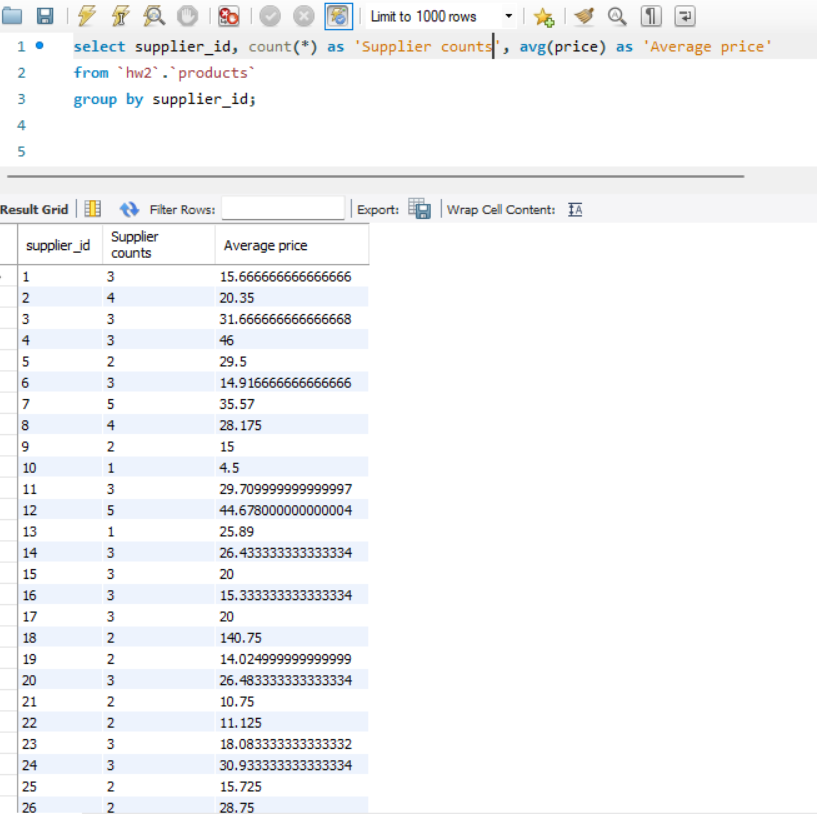 Limit to 1000 rows
1 select supplier_id, count(*) as 'Supplier counts', avg(price) as 'Average price'
2 from `hw2`.`products`
3 group by supplier_id;
4
5
Result Grid Filter Rows: Export: Wrap Cell Content:
supplier_id Supplier counts Average price
1 3 15.666666666666666
2 4 20.35
3 3 31.666666666666668
4 3 46
5 2 29.5
6 3 14.916666666666666
7 5 35.57
8 4 28.175
9 2 15
10 1 4.5
11 3 29.709999999999997
12 5 44.678000000000004
13 1 25.89
14 3 26.433333333333334
15 3 20
16 3 15.333333333333334
17 3 20
18 2 140.75
19 2 14.024999999999999
20 3 26.483333333333334
21 2 10.75
22 2 11.125
23 3 18.083333333333332
24 3 30.933333333333334
25 2 15.725
26 2 28.75